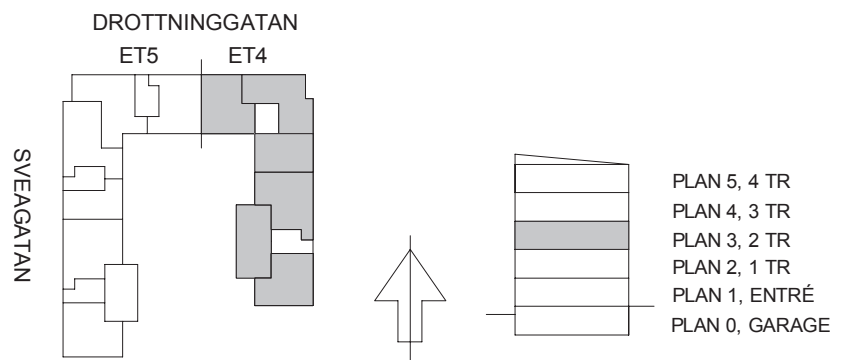 DROTTNINGGATAN
ET5 ET4
SVEAGATAN
PLAN 5, 4 TR
PLAN 4, 3 TR
PLAN 3, 2 TR
PLAN 2, 1 TR
PLAN 1, ENTRÉ
PLAN 0, GARAGE